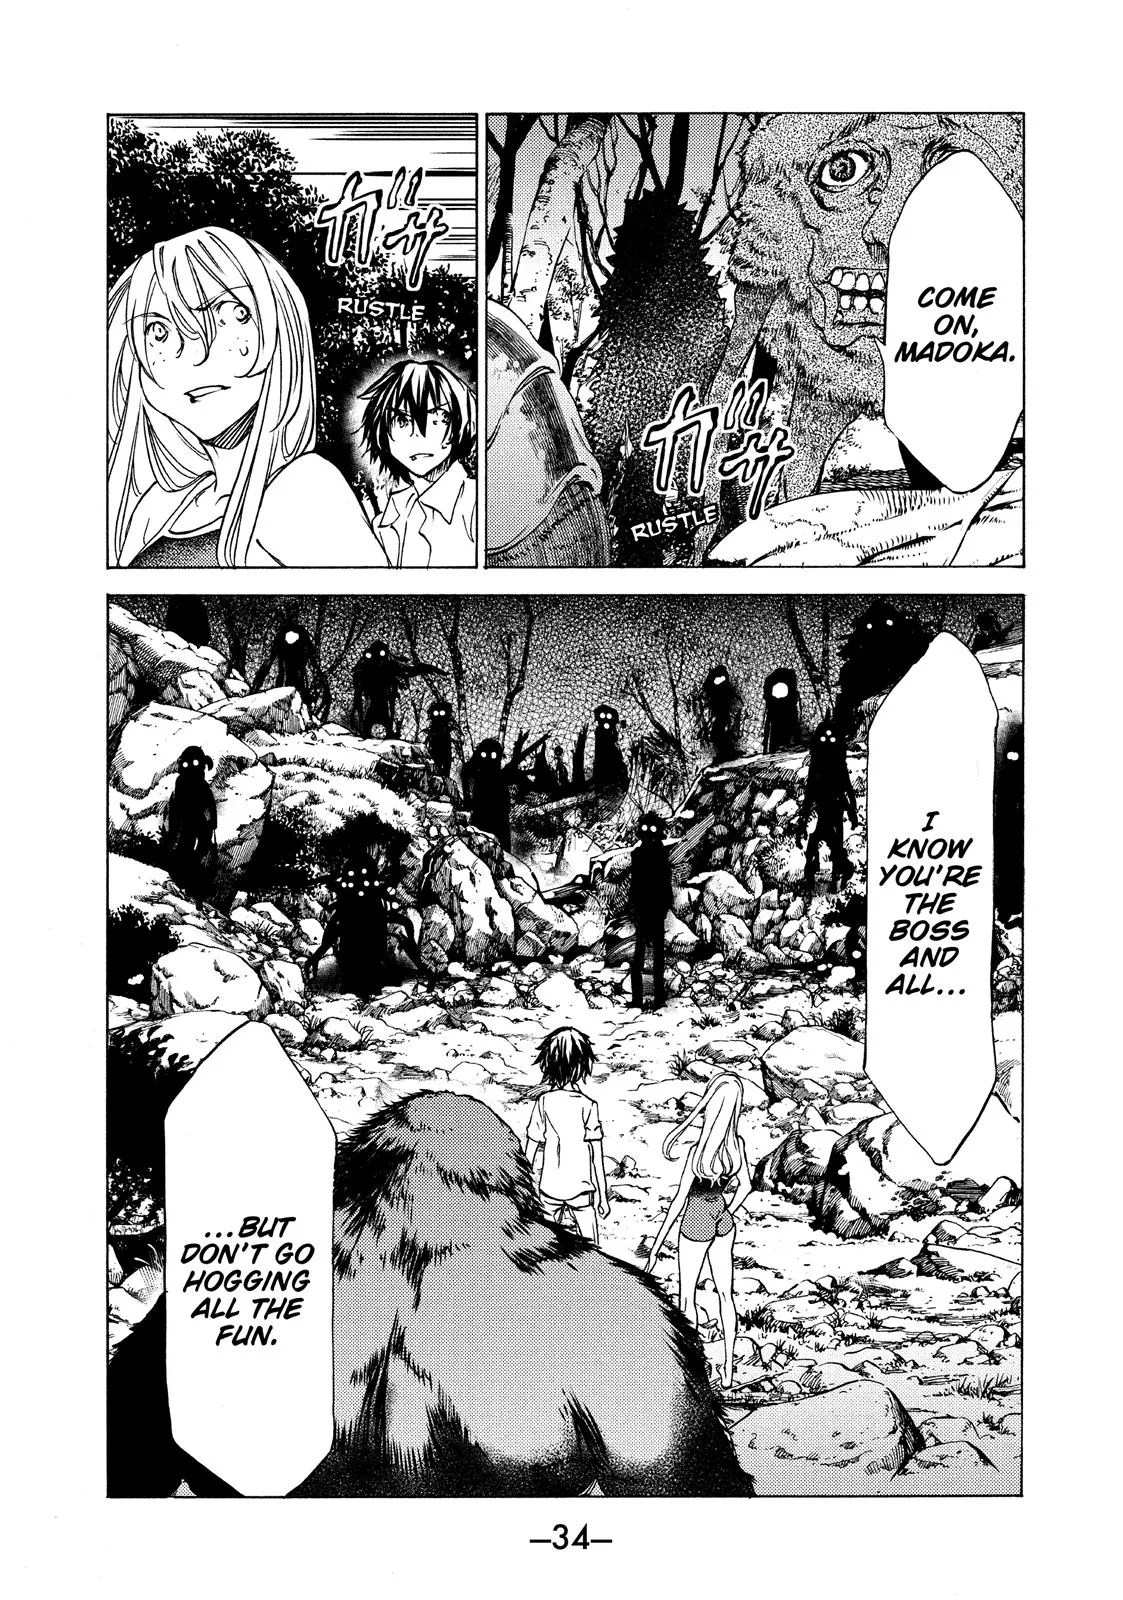 COME
ON,
MADOKA.
ガサ
RUSTLE
ガサ
RUSTLE
I
KNOW
YOU'RE
THE
BOSS
AND
ALL...
...BUT
DON'T GO
HOGGING
ALL THE
FUN.
—34—